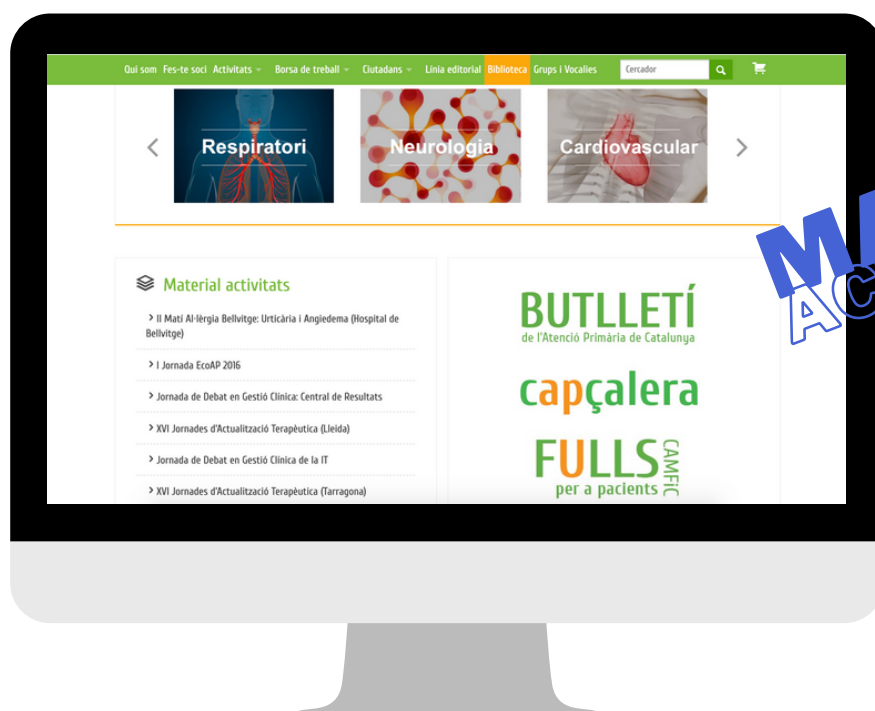 Qui som Fes-te soci Activitats Borsa de treball Ciutadans Línia editorial Biblioteca Grups i Vocalies Cercador
Respiratori Neurologia Cardiovascular
Material activitats
II Matí Al·lèrgia Bellvitge: Urticària i Angiedema (Hospital de
Bellvitge)
I Jornada EcoAP 2016
Jornada de Debat en Gestió Clínica: Central de Resultats
XVI Jornades d'Actualització Terapèutica (Lleida)
Jornada de Debat en Gestió Clínica de la IT
XVI Jornades d'Actualització Terapèutica (Tarragona)
BUTLLETÍ
de l'Atenció Primària de Catalunya
capçalera
FULLS
per a pacients
CAMFiC